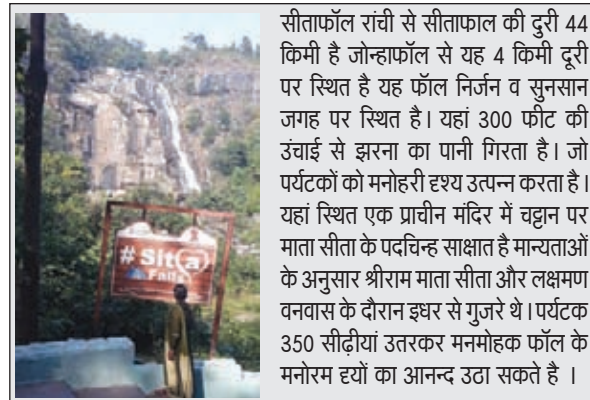 # Sit(a)
Falls
सीताफॉल रांची से सीताफाल की दुरी 44
किमी है जोन्हाफॉल से यह 4 किमी दूरी
पर स्थित है यह फॉल निर्जन व सुनसान
जगह पर स्थित है। यहां 300 फीट की
उंचाई से झरना का पानी गिरता है। जो
पर्यटकों को मनोहरी दृश्य उत्पन्न करता है।
यहां स्थित एक प्राचीन मंदिर में चट्टान पर
माता सीता के पदचिन्ह साक्षात है मान्यताओं
के अनुसार श्रीराम माता सीता और लक्षमण
वनवास के दौरान इधर से गुजरे थे। पर्यटक
350 सीढ़ीयां उतरकर मनमोहक फॉल के
मनोरम दृयों का आनन्द उठा सकते है ।